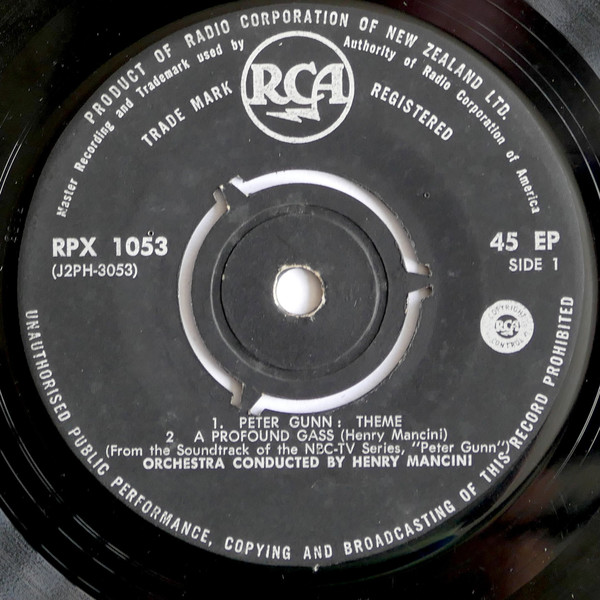 PRODUCT OF RADIO CORPORATION OF NEW ZEALAND LTD.
Master Recording and Trademark used by Authority of Radio Corporation of America
RCA
TRADE MARK REGISTERED
RPX 1053
45 EP
(J2PH-3053)
SIDE 1
COPYRIGHT
RCA
CONTROL
1. PETER GUNN: THEME
2 A PROFOUND GASS (Henry Mancini)
(From the Soundtrack of the NBC-TV Series, "Peter Gunn")
ORCHESTRA CONDUCTED BY HENRY MANCINI
UNAUTHORISED PUBLIC PERFORMANCE, COPYING AND BROADCASTING OF THIS RECORD PROHIBITED